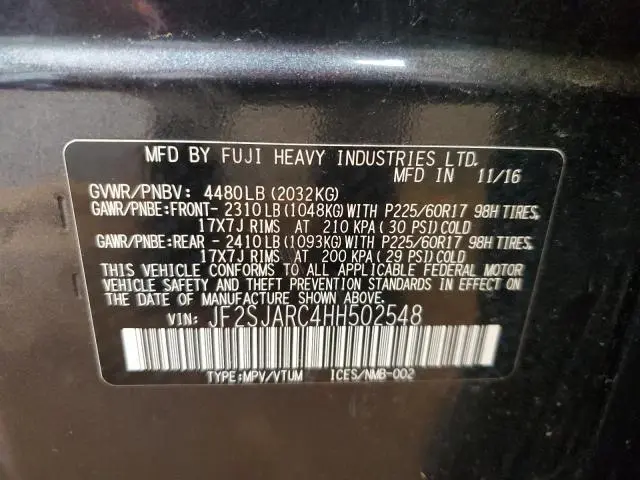 MFD BY FUJI HEAVY INDUSTRIES LTD.
MFD IN 11/16
GVWR/PNBV: 4480LB (2032KG)
GAWR/PNBE:FRONT- 2310LB (1048KG) WITH P225/60R17 98H TIRES,
17X7J RIMS AT 210 KPA (30 PSI) COLD
GAWR/PNBE:REAR - 2410LB (1093KG) WITH P225/60R17 98H TIRES,
17X7J RIMS AT 200 KPA (29 PSI) COLD
THIS VEHICLE CONFORMS TO ALL APPLICABLE FEDERAL MOTOR
VEHICLE SAFETY AND THEFT PREVENTION STANDARDS IN EFFECT
ON THE DATE OF MANUFACTURE SHOWN ABOVE.
VIN: JF2SJARC4HH502548
TYPE:MPV/VTUM ICES/NMB-002